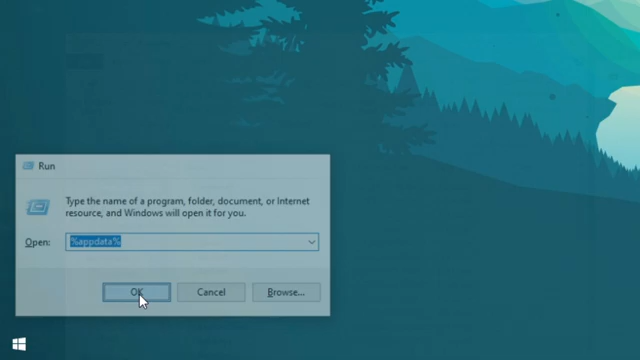 Run
Type the name of a program, folder, document, or Internet
resource, and Windows will open it for you.
Open: %appdata%
OK Cancel Browse...